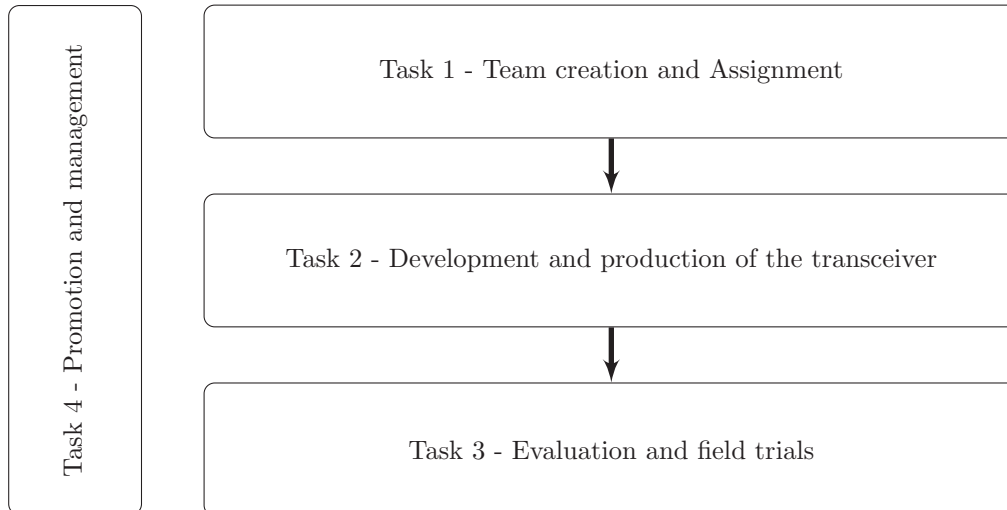 Task 4 - Promotion and management
Task 1 - Team creation and Assignment
Task 2 - Development and production of the transceiver
Task 3 - Evaluation and field trials